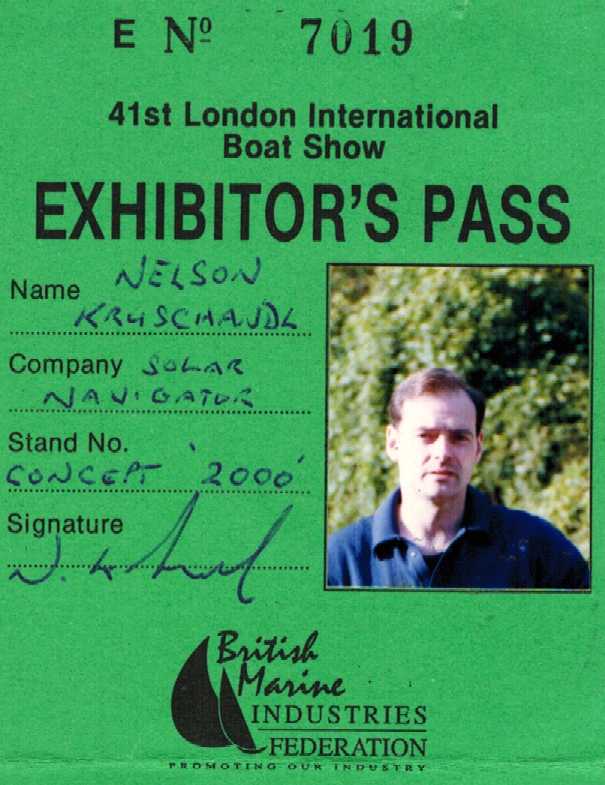 E Nº 7019
41st London International
Boat Show
EXHIBITOR'S PASS
Name NELSON
KRUSCHANDL
Company SOLAR
NAVIGATOR
Stand No.
CONCEPT '2000'
Signature
British
Marine
INDUSTRIES
FEDERATION
PROMOTING OUR INDUSTRY